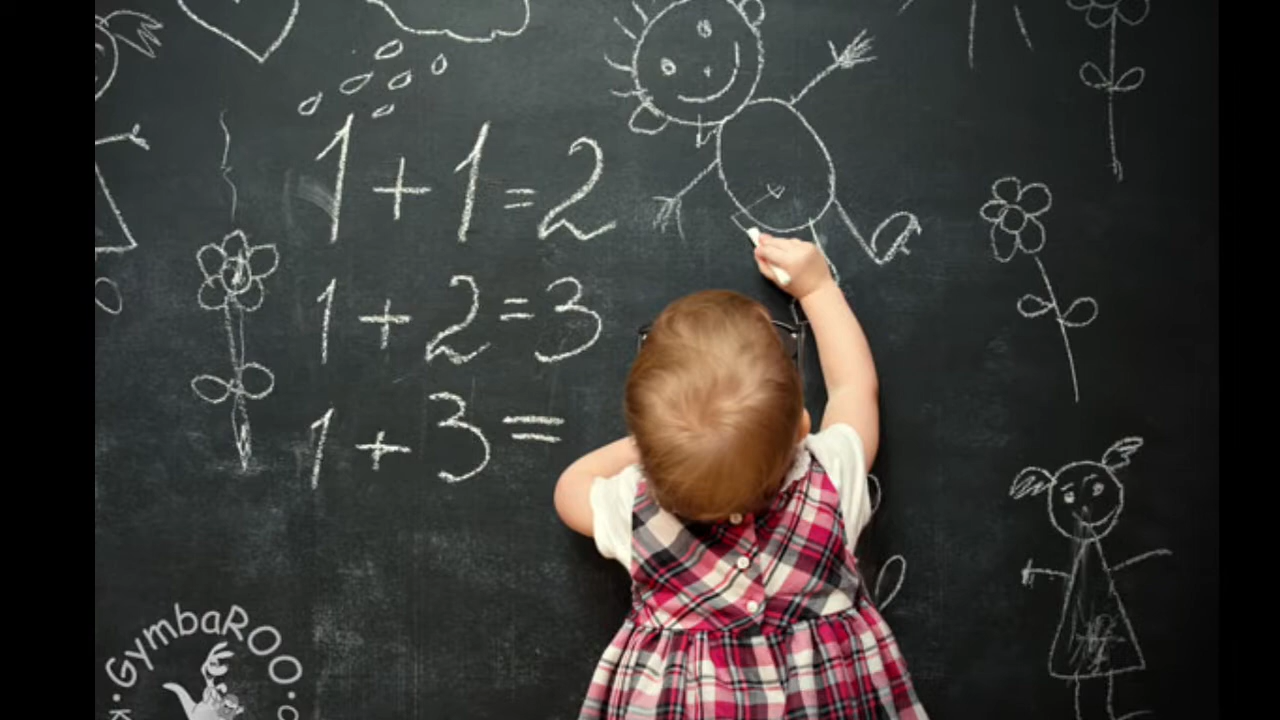 1 + 1 = 2
1 + 2 = 3
1 + 3 =
GymbaROO